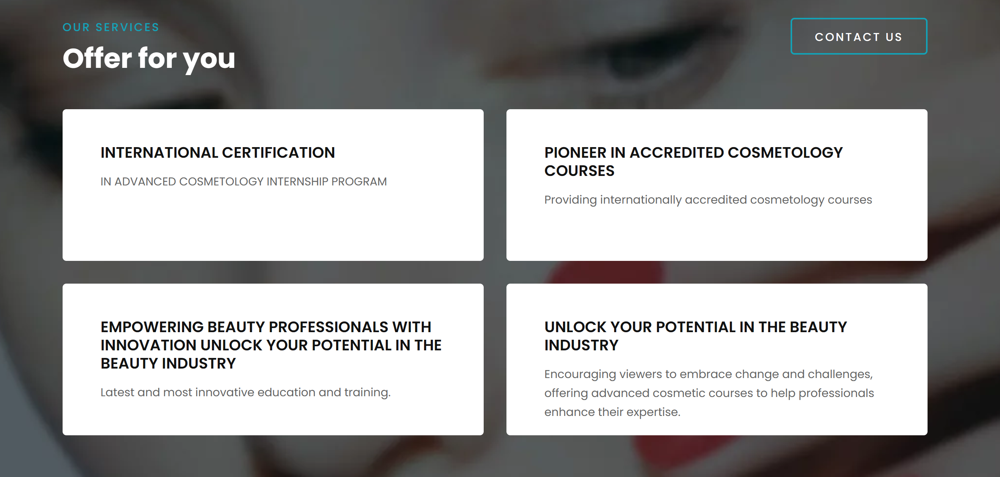 OUR SERVICES
Offer for you
CONTACT US
INTERNATIONAL CERTIFICATION
IN ADVANCED COSMETOLOGY INTERNSHIP PROGRAM
PIONEER IN ACCREDITED COSMETOLOGY
COURSES
Providing internationally accredited cosmetology courses
EMPOWERING BEAUTY PROFESSIONALS WITH
INNOVATION UNLOCK YOUR POTENTIAL IN THE
BEAUTY INDUSTRY
Latest and most innovative education and training.
UNLOCK YOUR POTENTIAL IN THE BEAUTY
INDUSTRY
Encouraging viewers to embrace change and challenges,
offering advanced cosmetic courses to help professionals
enhance their expertise.